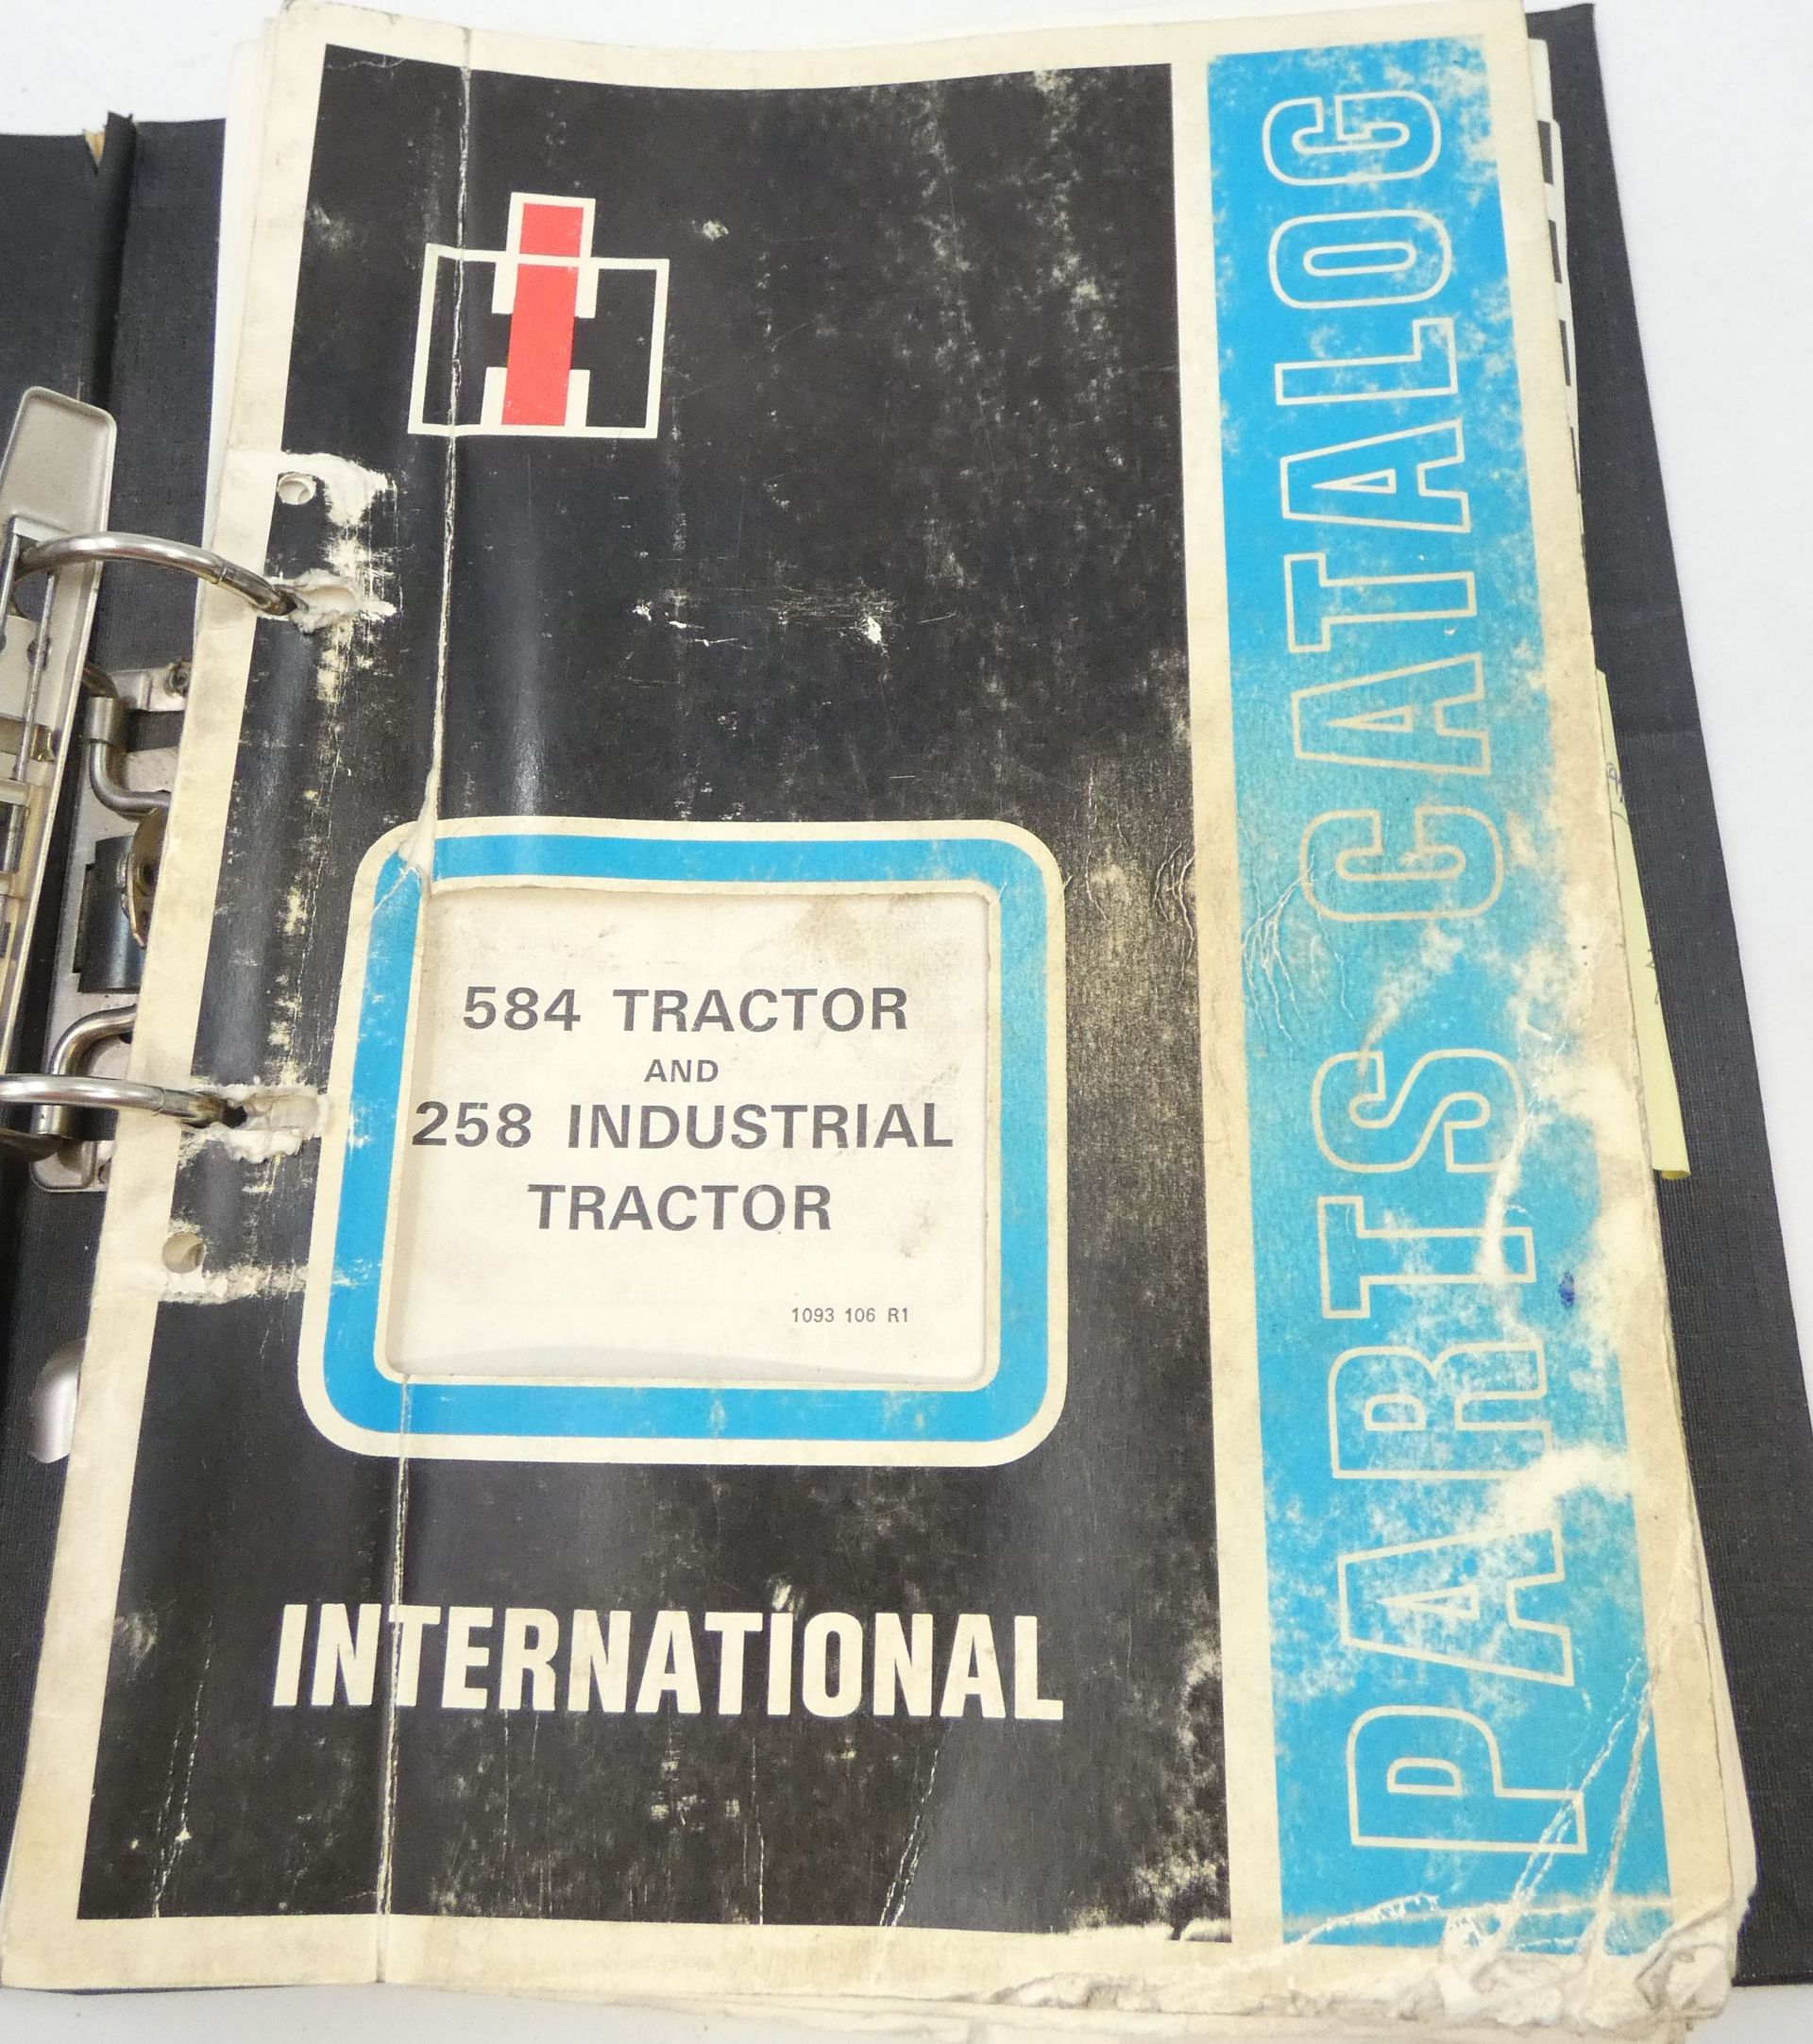 584 TRACTOR
AND
258 INDUSTRIAL
TRACTOR
1093 106 R1
INTERNATIONAL
PARTS CATALOG